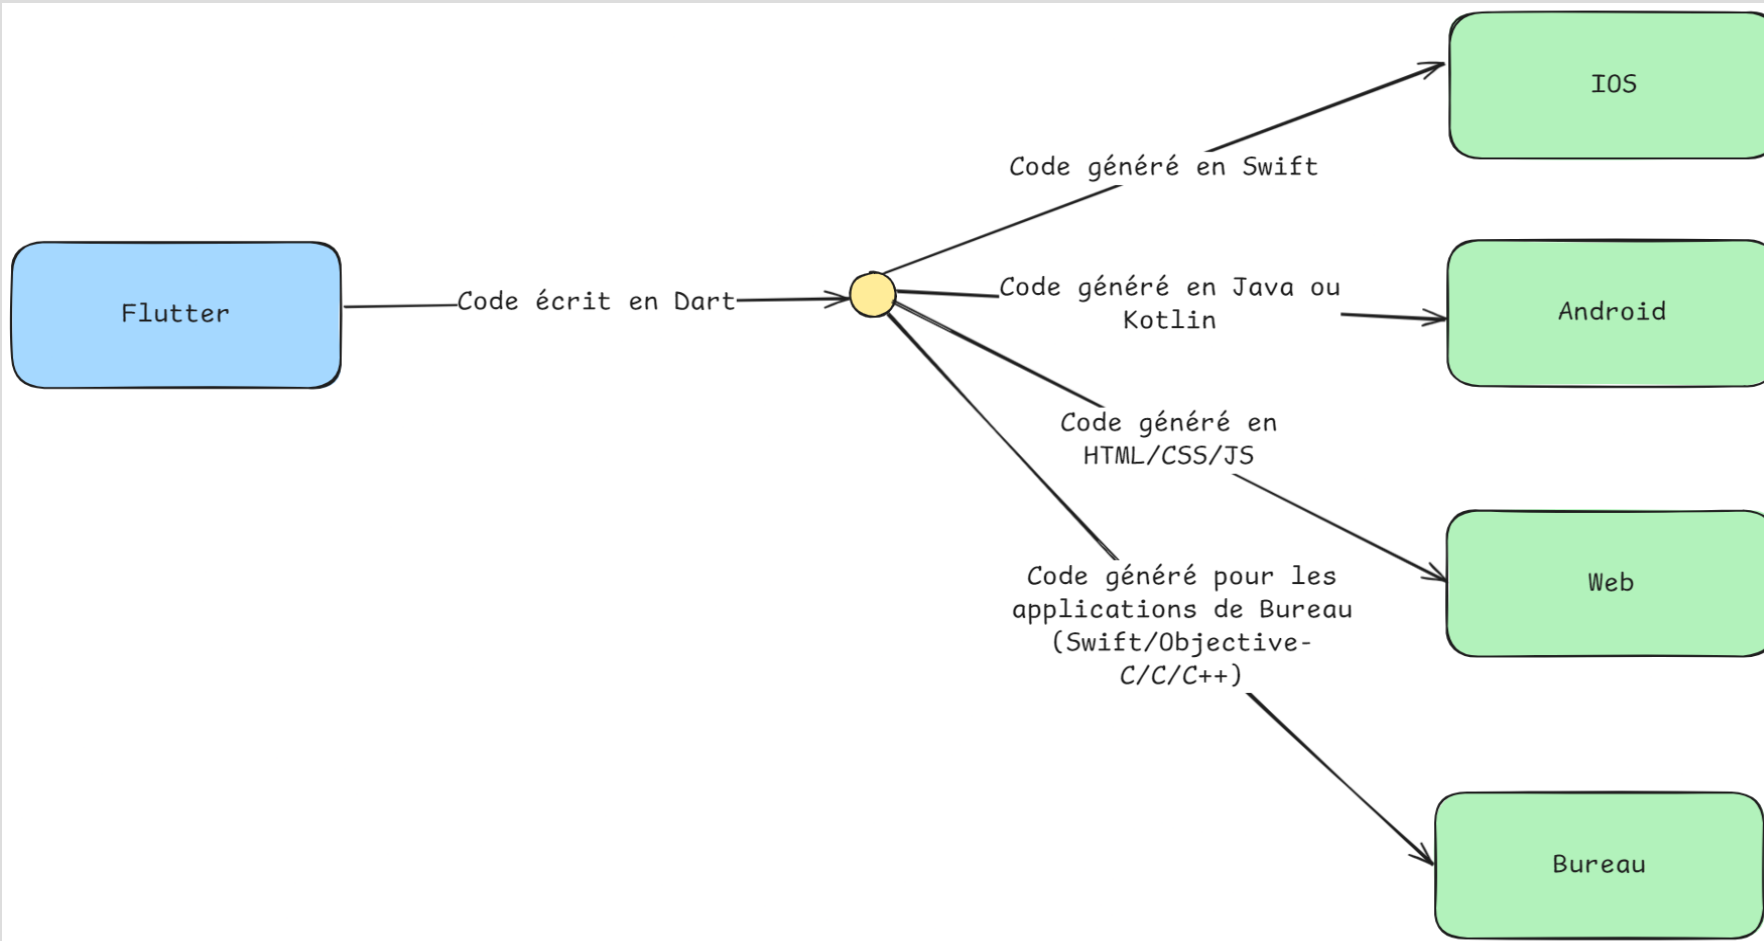 IOS
Code généré en Swift
Flutter
Code écrit en Dart
Code généré en Java ou
Kotlin
Android
Code généré en
HTML/CSS/JS
Web
Code généré pour les
applications de Bureau
(Swift/Objective-
C/C/C++)
Bureau